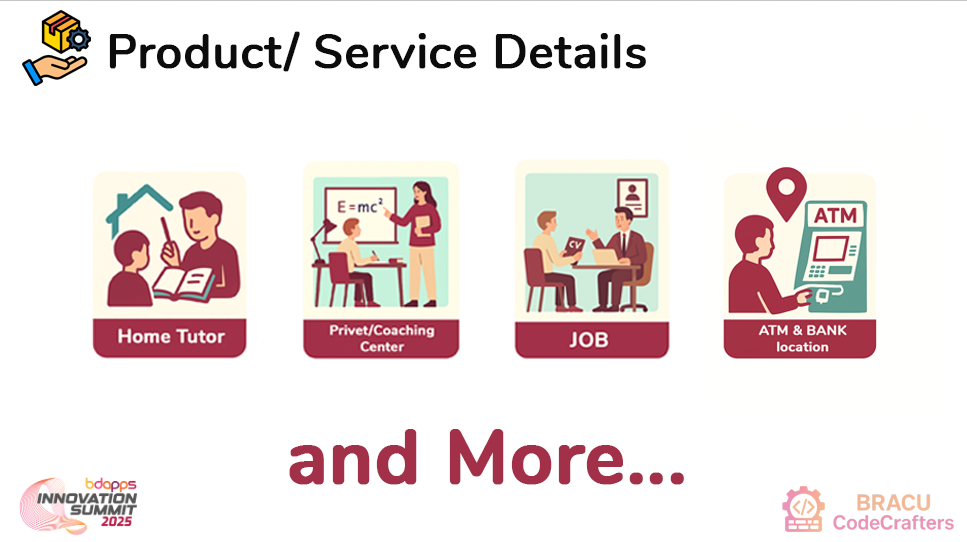 Product/ Service Details
E=mc²
CV
ATM
Home Tutor
Privet/Coaching
Center
JOB
ATM & BANK
location
and More...
bdapps
INNOVATION
SUMMIT
2025
BRACU
CodeCrafters